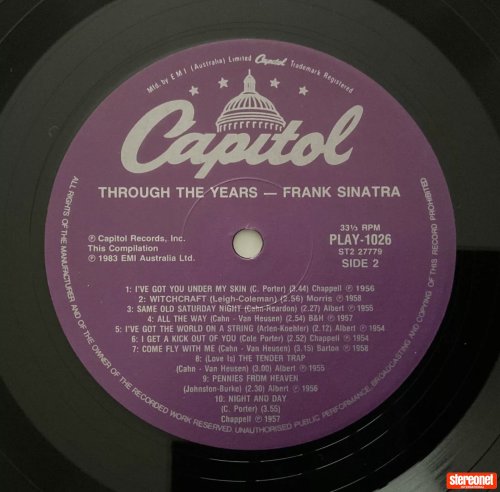 Mfd. by EMI (Australia) Limited Capitol Trademark Registered
Capitol
THROUGH THE YEARS — FRANK SINATRA
℗ Capitol Records, Inc.
This Compilation
℗ 1983 EMI Australia Ltd.
33⅓ RPM
PLAY-1026
ST2 27779
SIDE 2
1: I'VE GOT YOU UNDER MY SKIN (C. Porter) (3.44) Chappell ℗ 1956
2: WITCHCRAFT (Leigh-Coleman) (2.56) Morris ℗ 1958
3: SAME OLD SATURDAY NIGHT (Cahn-Reardon) (2.27) Albert ℗ 1955
4: ALL THE WAY (Cahn - Van Heusen) (2.54) B&H ℗ 1957
5: I'VE GOT THE WORLD ON A STRING (Arlen-Koehler) (2.12) Albert ℗ 1954
6: I GET A KICK OUT OF YOU (Cole Porter) (2.52) Chappell ℗ 1954
7: COME FLY WITH ME (Cahn - Van Heusen) (3.15) Barton ℗ 1958
8: (Love Is) THE TENDER TRAP
(Cahn - Van Heusen) (3.00) Albert ℗ 1955
9: PENNIES FROM HEAVEN
(Johnston-Burke) (2.30) Albert ℗ 1956
10: NIGHT AND DAY
(C. Porter) (3.55)
Chappell ℗ 1957
ALL RIGHTS OF THE MANUFACTURER AND OF THE OWNER OF THE RECORDED WORK RESERVED UNAUTHORISED PUBLIC PERFORMANCE, BROADCASTING AND COPYING OF THIS RECORD PROHIBITED
stereonet
INTERNATIONAL